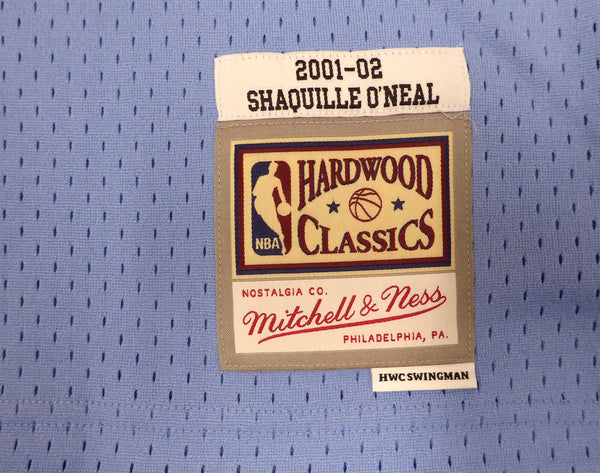 2001-02
SHAQUILLE O'NEAL
HARDWOOD
NBA
CLASSICS
NOSTALGIA CO.
Mitchell & Ness
PHILADELPHIA, PA.
HWC SWINGMAN